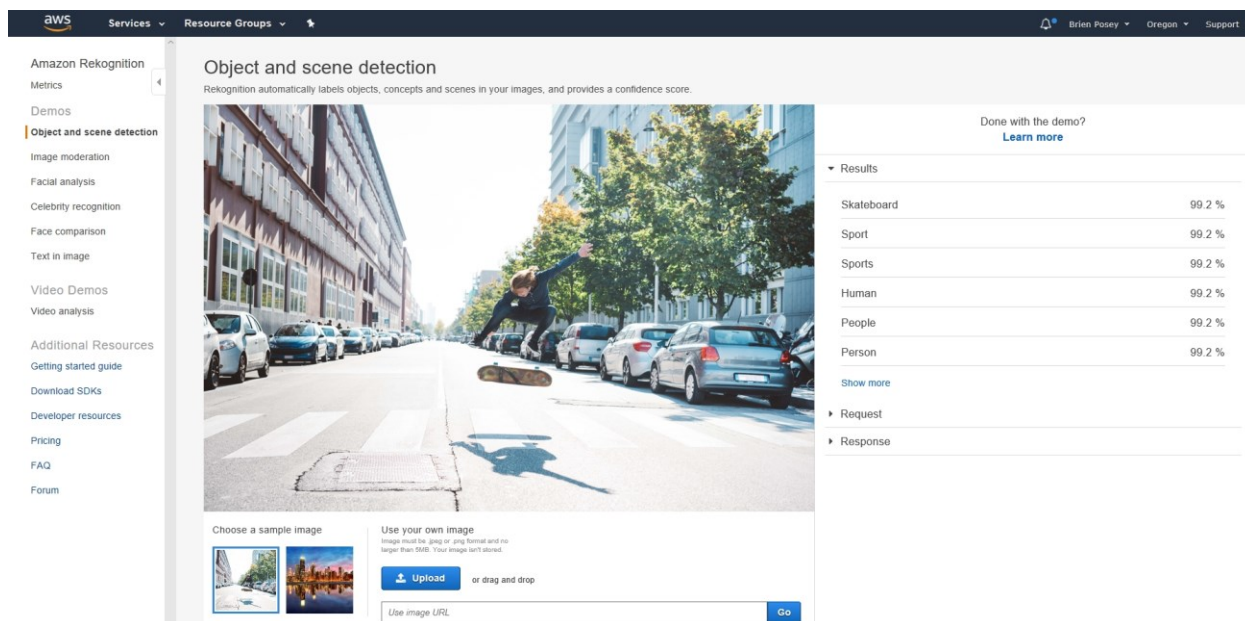 aws
Services
Resource Groups
Brien Posey
Oregon
Support
Amazon Rekognition
Metrics
Demos
Object and scene detection
Image moderation
Facial analysis
Celebrity recognition
Face comparison
Text in image
Video Demos
Video analysis
Additional Resources
Getting started guide
Download SDKs
Developer resources
Pricing
FAQ
Forum
Object and scene detection
Rekognition automatically labels objects, concepts and scenes in your images, and provides a confidence score.
Choose a sample image
Use your own image
Image must be .jpeg or .png format and no
larger than 5MB. Your image isn't stored.
Upload or drag and drop
Use image URL
Go
Done with the demo?
Learn more
Results
Skateboard 99.2 %
Sport 99.2 %
Sports 99.2 %
Human 99.2 %
People 99.2 %
Person 99.2 %
Show more
Request
Response